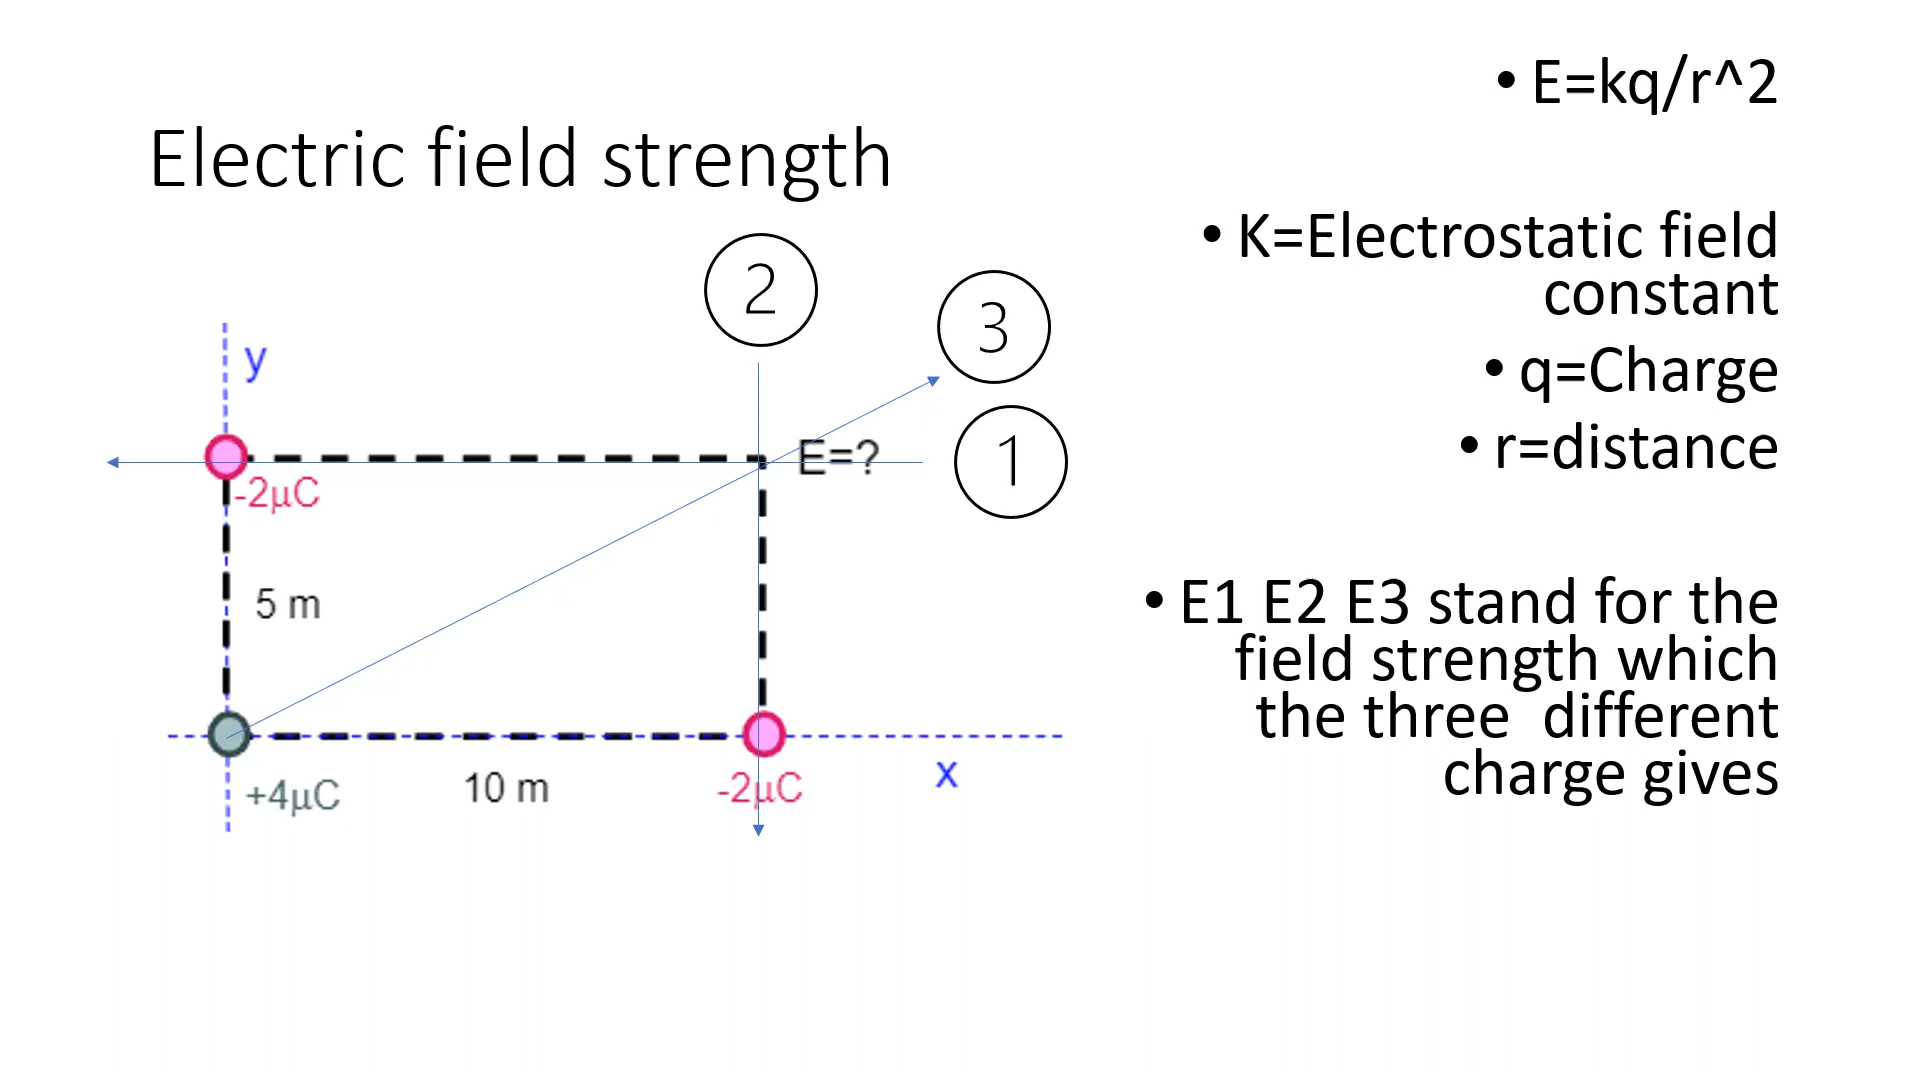 Electric field strength
2
3
1
y
E=?
-2μC
5 m
+4μC
10 m
-2μC
x
• E=kq/r^2
• K=Electrostatic field
constant
• q=Charge
• r=distance
• E1 E2 E3 stand for the
field strength which
the three  different
charge gives